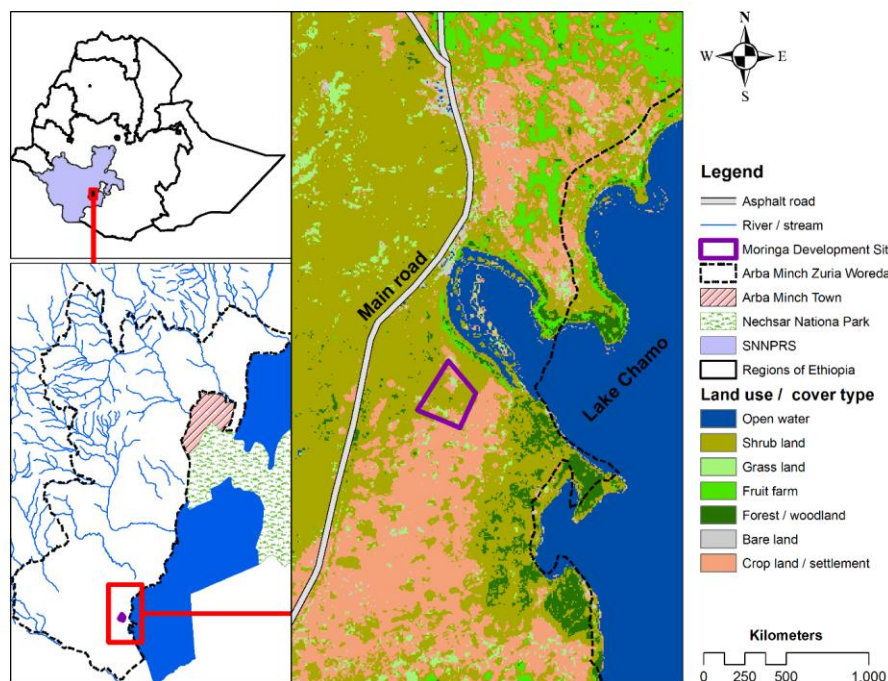 N
W
E
S
Main road
Lake Chamo
Legend
Asphalt road
River / stream
Moringa Development Sit
Arba Minch Zuria Woreda
Arba Minch Town
Nechsar Nationa Park
SNNPRS
Regions of Ethiopia
Land use / cover type
Open water
Shrub land
Grass land
Fruit farm
Forest / woodland
Bare land
Crop land / settlement
Kilometers
0 250 500 1.000